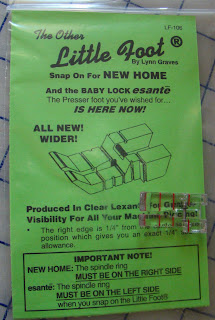 The Other
LF-106
Little Foot ®
By Lynn Graves
Snap On For NEW HOME
And the BABY LOCK esanté
The Presser foot you've wished for...
IS HERE NOW!
ALL NEW!
WIDER!
Produced In Clear Lexan
Visibility For All Your Ma
• The right edge is 1/4" from
position which gives you an exact 1/4"
allowance.
IMPORTANT NOTE!
NEW HOME: The spindle ring
MUST BE ON THE RIGHT SIDE
esanté: The spindle ring
MUST BE ON THE LEFT SIDE
when you snap on the Little Foot®